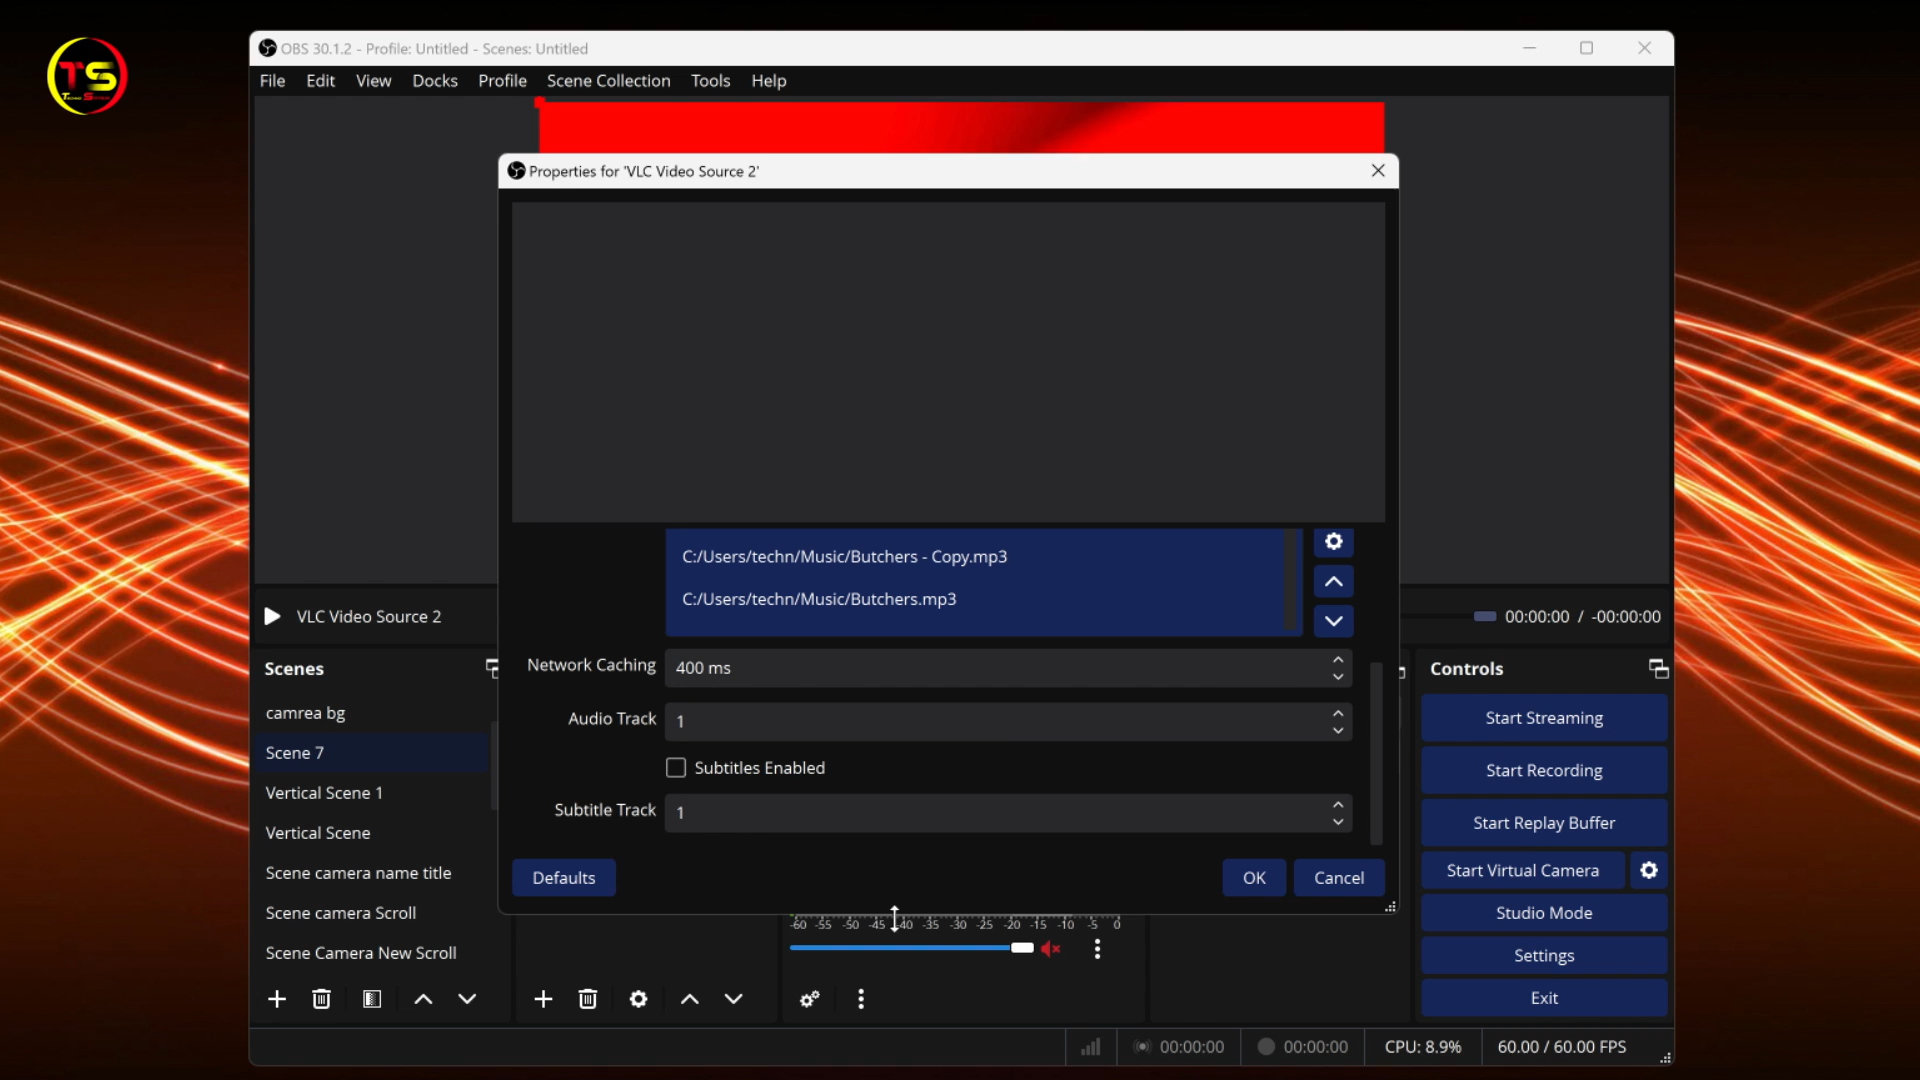 TS
OBS 30.1.2 - Profile: Untitled - Scenes: Untitled
File Edit View Docks Profile Scene Collection Tools Help
Properties for 'VLC Video Source 2'
C:/Users/techn/Music/Butchers - Copy.mp3
C:/Users/techn/Music/Butchers.mp3
Network Caching 400 ms
Audio Track 1
Subtitles Enabled
Subtitle Track 1
Defaults OK Cancel
VLC Video Source 2
00:00:00 / -00:00:00
Scenes
camrea bg
Scene 7
Vertical Scene 1
Vertical Scene
Scene camera name title
Scene camera Scroll
Scene Camera New Scroll
-60 -55 -50 -45 -40 -35 -30 -25 -20 -15 -10 -5 0
Controls
Start Streaming
Start Recording
Start Replay Buffer
Start Virtual Camera
Studio Mode
Settings
Exit
00:00:00 00:00:00 CPU: 8.9% 60.00 / 60.00 FPS